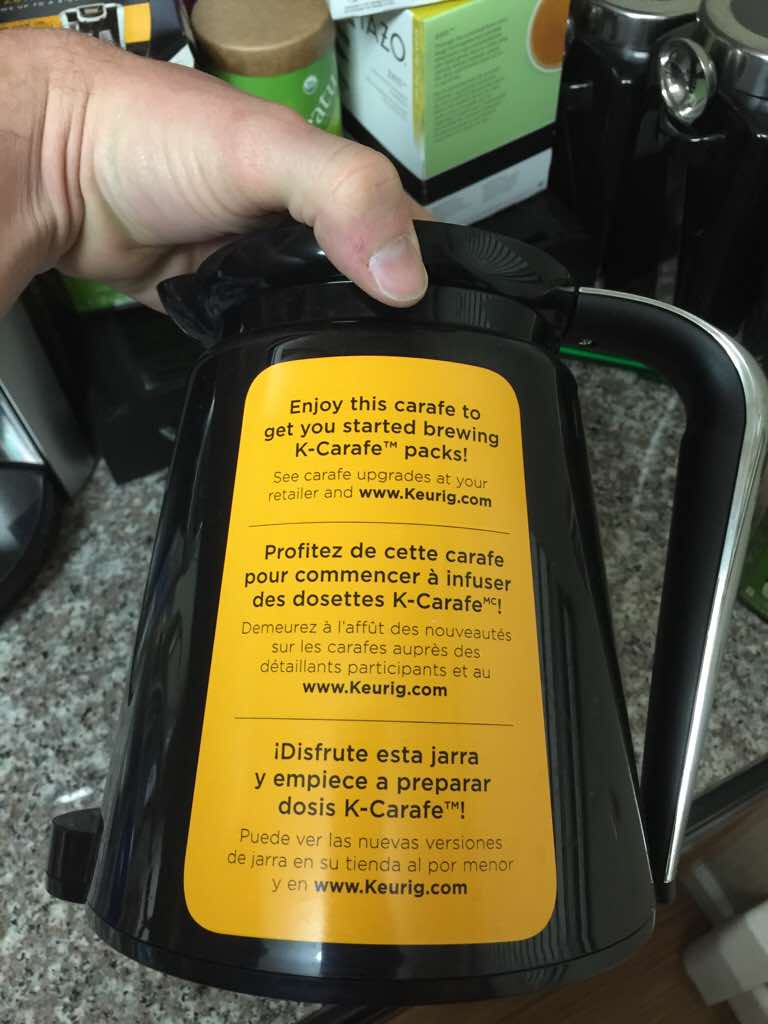 TAZO
Enjoy this carafe to
get you started brewing
K-Carafe™ packs!
See carafe upgrades at your
retailer and www.Keurig.com
Profitez de cette carafe
pour commencer à infuser
des dosettes K-Carafe ᴹᶜ!
Demeurez à l'affût des nouveautés
sur les carafes auprès des
détaillants participants et au
www.Keurig.com
¡Disfrute esta jarra
y empiece a preparar
dosis K-Carafe™!
Puede ver las nuevas versiones
de jarra en su tienda al por menor
y en www.Keurig.com